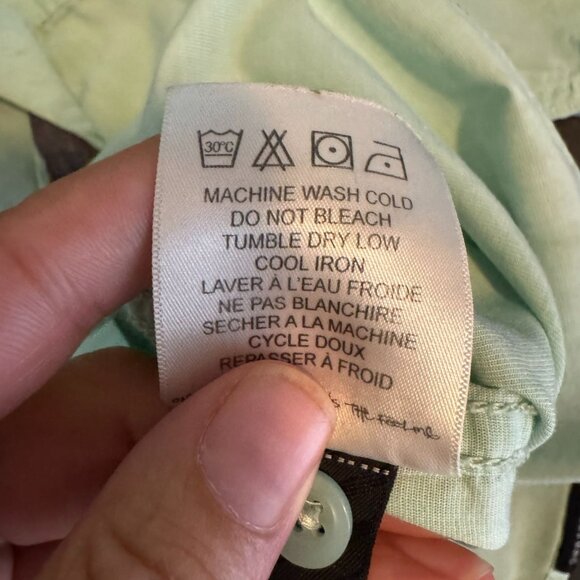 30°C
MACHINE WASH COLD
DO NOT BLEACH
TUMBLE DRY LOW
COOL IRON
LAVER À L'EAU FROIDE
NE PAS BLANCHIRE
SECHER A LA MACHINE
CYCLE DOUX
REPASSER À FROID